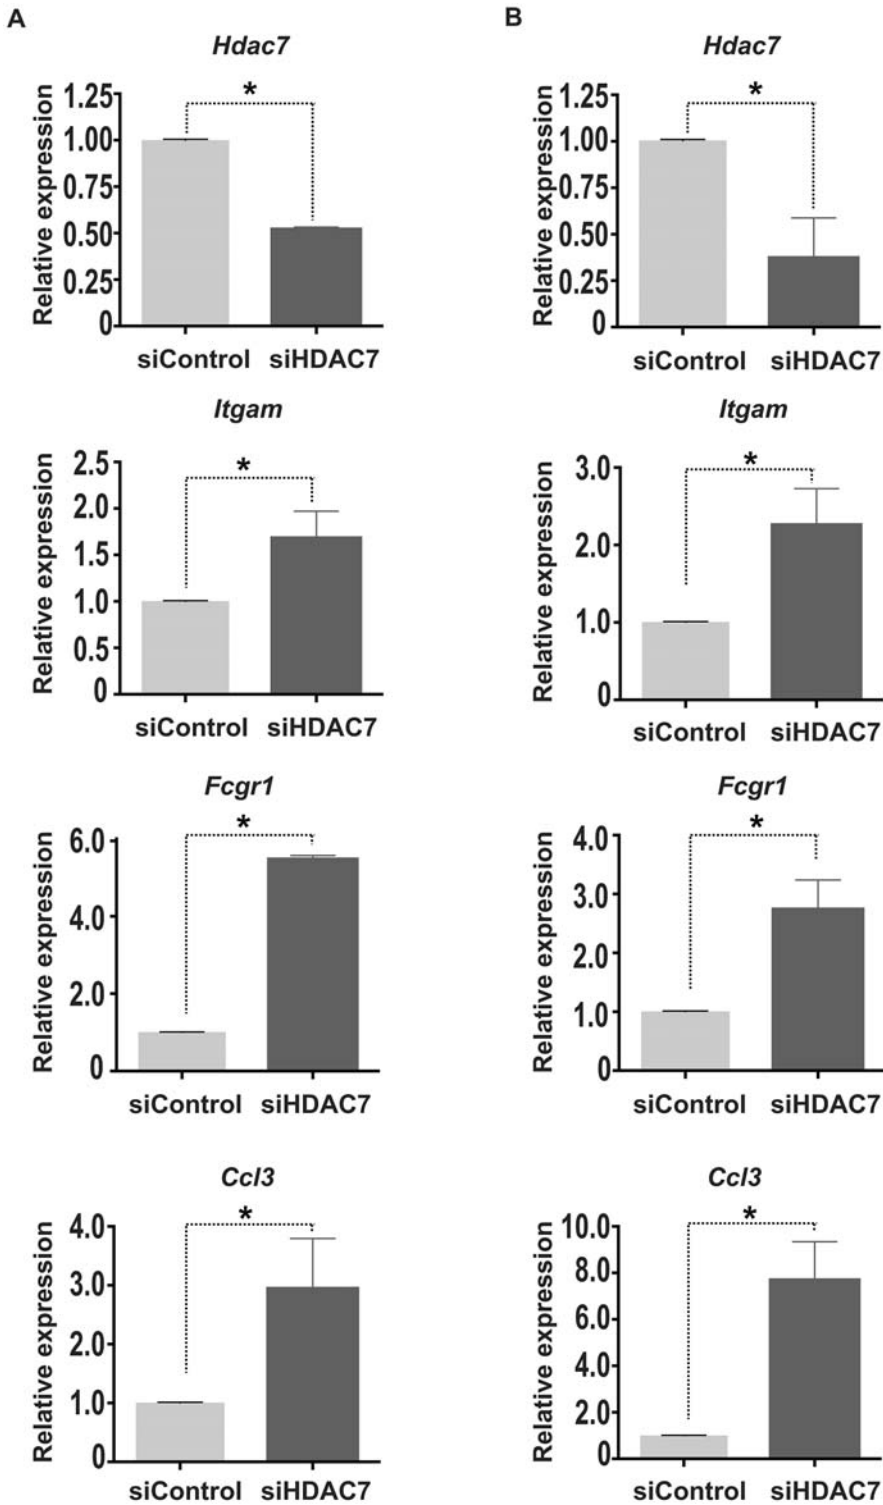 A
Hdac7
Relative expression
1.25
1.00
0.75
0.50
0.25
0
*
siControl siHDAC7
Itgam
Relative expression
2.5
2.0
1.5
1.0
0.5
0
*
siControl siHDAC7
Fcgr1
Relative expression
6.0
4.0
2.0
0
*
siControl siHDAC7
Ccl3
Relative expression
4.0
3.0
2.0
1.0
0
*
siControl siHDAC7
B
Hdac7
Relative expression
1.25
1.00
0.75
0.50
0.25
0
*
siControl siHDAC7
Itgam
Relative expression
3.0
2.0
1.0
0
*
siControl siHDAC7
Fcgr1
Relative expression
4.0
3.0
2.0
1.0
0
*
siControl siHDAC7
Ccl3
Relative expression
10.0
8.0
6.0
4.0
2.0
0
*
siControl siHDAC7